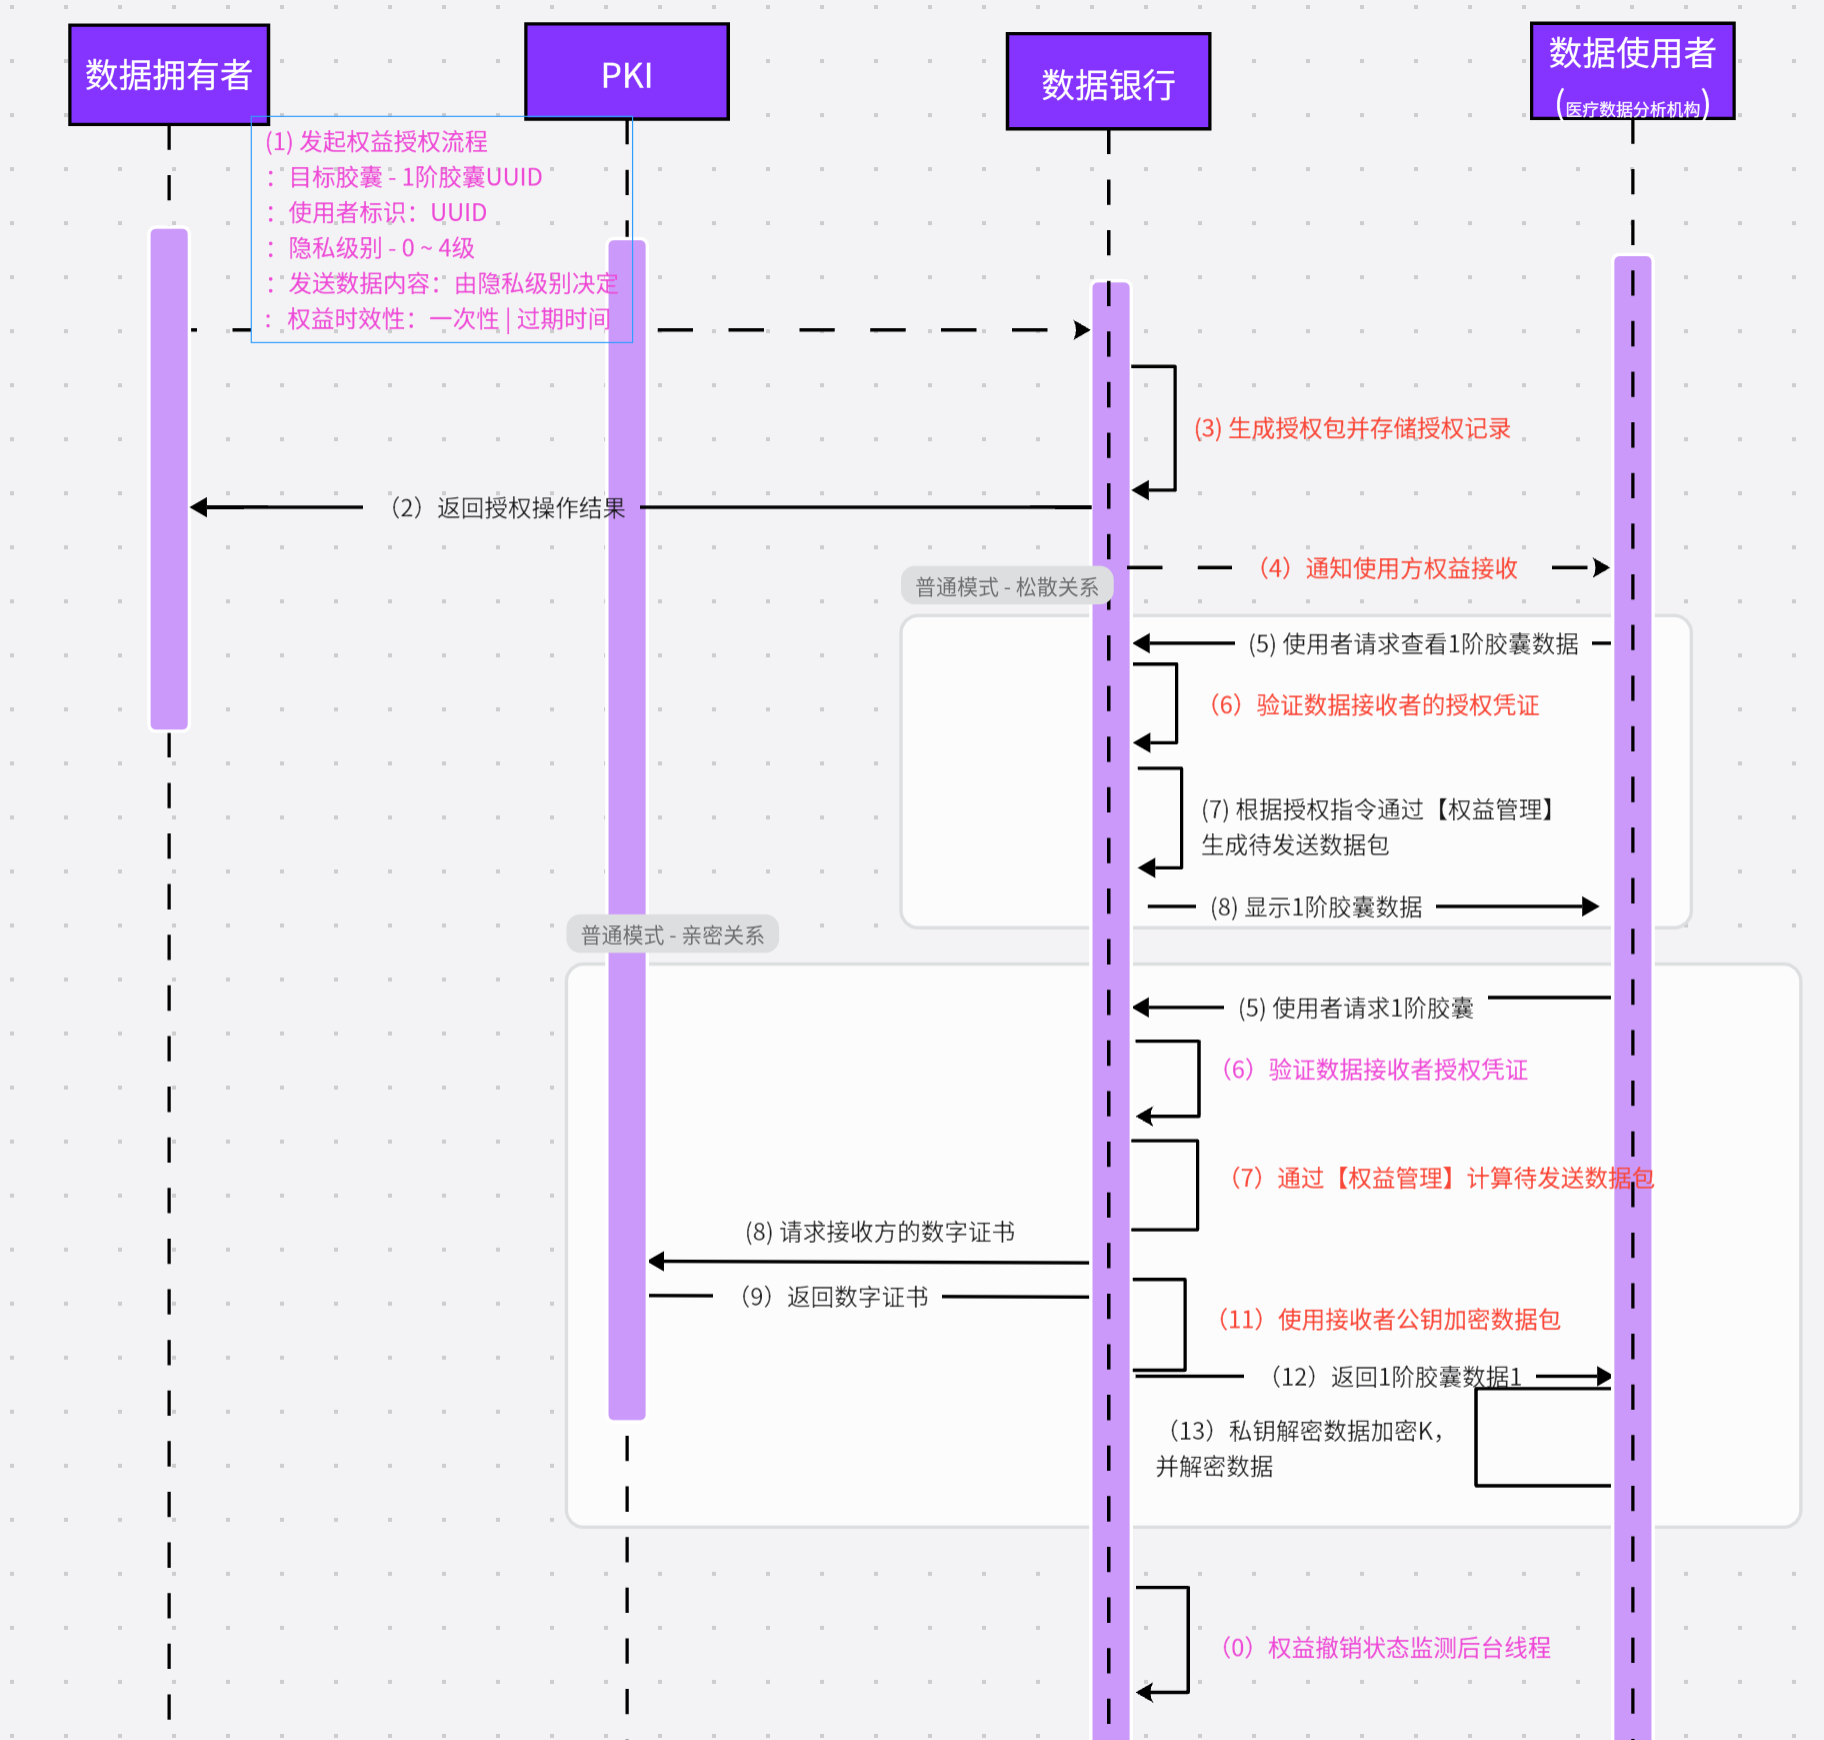 数据拥有者
PKI
数据银行
数据使用者
(医疗数据分析机构)
(1) 发起权益授权流程
：目标胶囊 - 1阶胶囊UUID
：使用者标识：UUID
：隐私级别 - 0 ~ 4级
：发送数据内容：由隐私级别决定
：权益时效性：一次性 | 过期时间
(3) 生成授权包并存储授权记录
（2）返回授权操作结果
（4）通知使用方权益接收
普通模式 - 松散关系
(5) 使用者请求查看1阶胶囊数据
（6）验证数据接收者的授权凭证
(7) 根据授权指令通过【权益管理】
生成待发送数据包
(8) 显示1阶胶囊数据
普通模式 - 亲密关系
(5) 使用者请求1阶胶囊
（6）验证数据接收者授权凭证
（7）通过【权益管理】计算待发送数据包
(8) 请求接收方的数字证书
（9）返回数字证书
（11）使用接收者公钥加密数据包
（12）返回1阶胶囊数据1
（13）私钥解密数据加密K，
并解密数据
（0）权益撤销状态监测后台线程